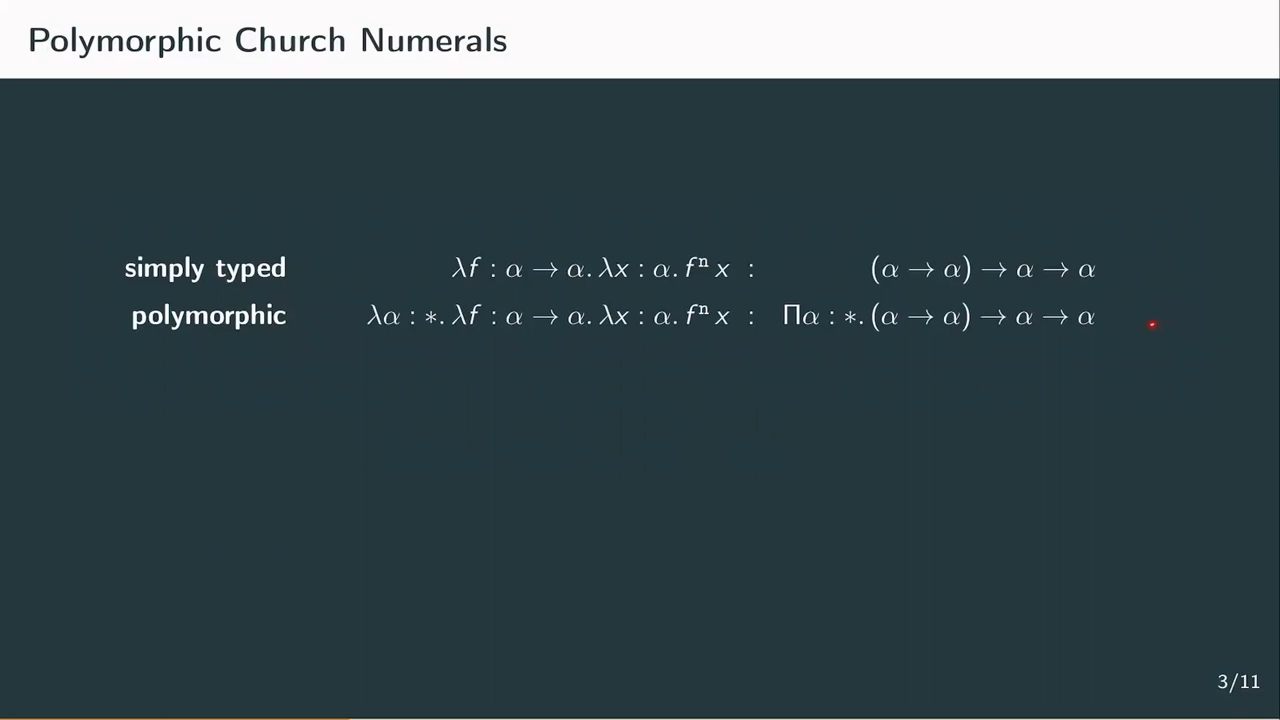 Polymorphic Church Numerals
simply typed λf : α → α. λx : α. fⁿ x : (α → α) → α → α
polymorphic λα : ∗. λf : α → α. λx : α. fⁿ x : Πα : ∗. (α → α) → α → α
3/11